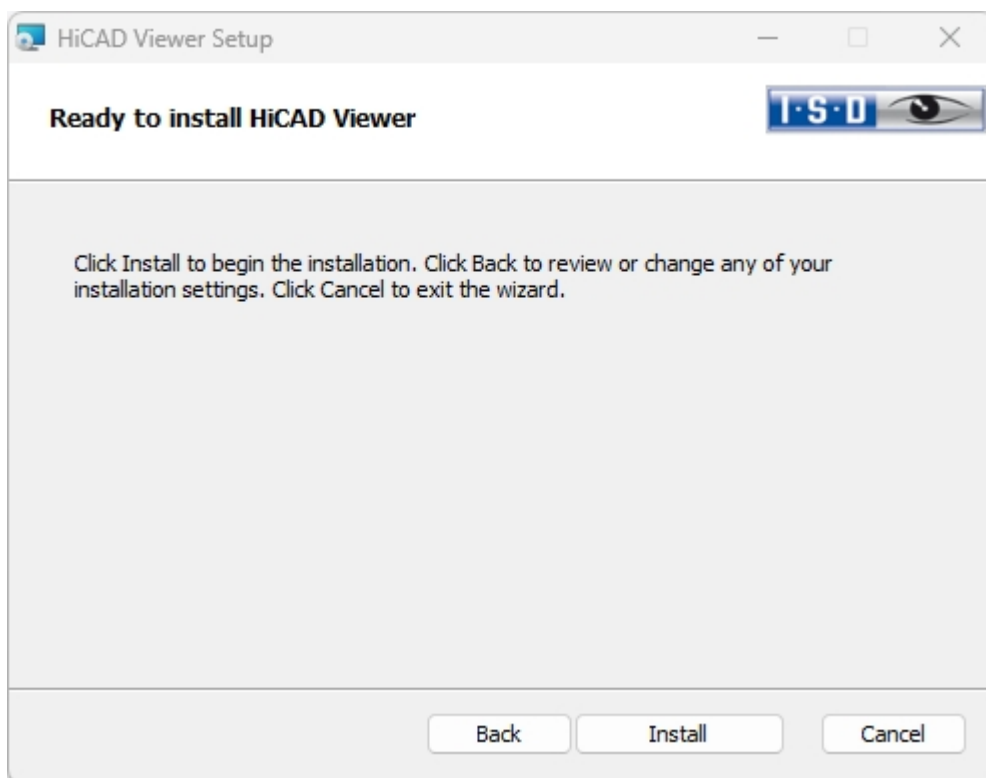 HiCAD Viewer Setup
Ready to install HiCAD Viewer
I·S·D
Click Install to begin the installation. Click Back to review or change any of your
installation settings. Click Cancel to exit the wizard.
Back
Install
Cancel